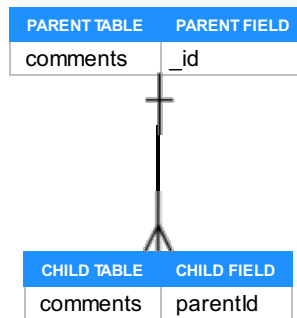 PARENT TABLE PARENT FIELD
comments _id
CHILD TABLE CHILD FIELD
comments parentId